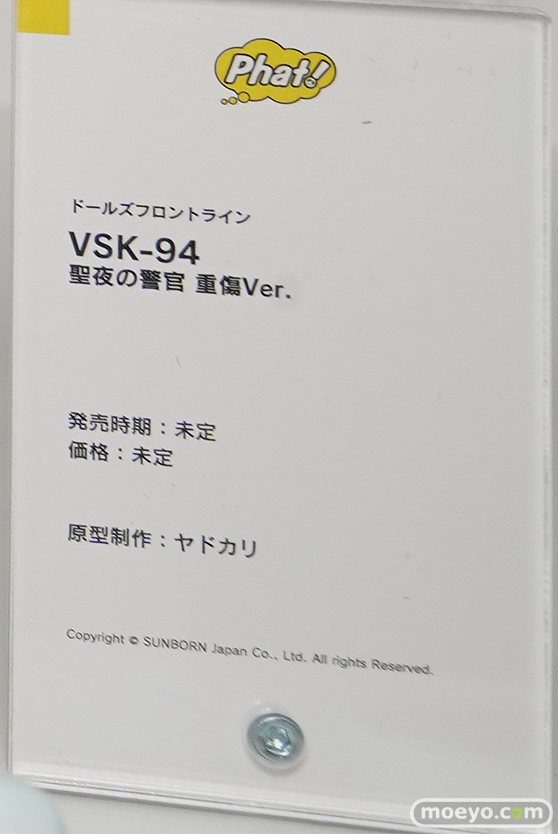 Phat!
ドールズフロントライン
VSK-94
聖夜の警官 重傷Ver.
発売時期：未定
価格：未定
原型制作：ヤドカリ
Copyright © SUNBORN Japan Co., Ltd. All rights Reserved.
moeyo.com